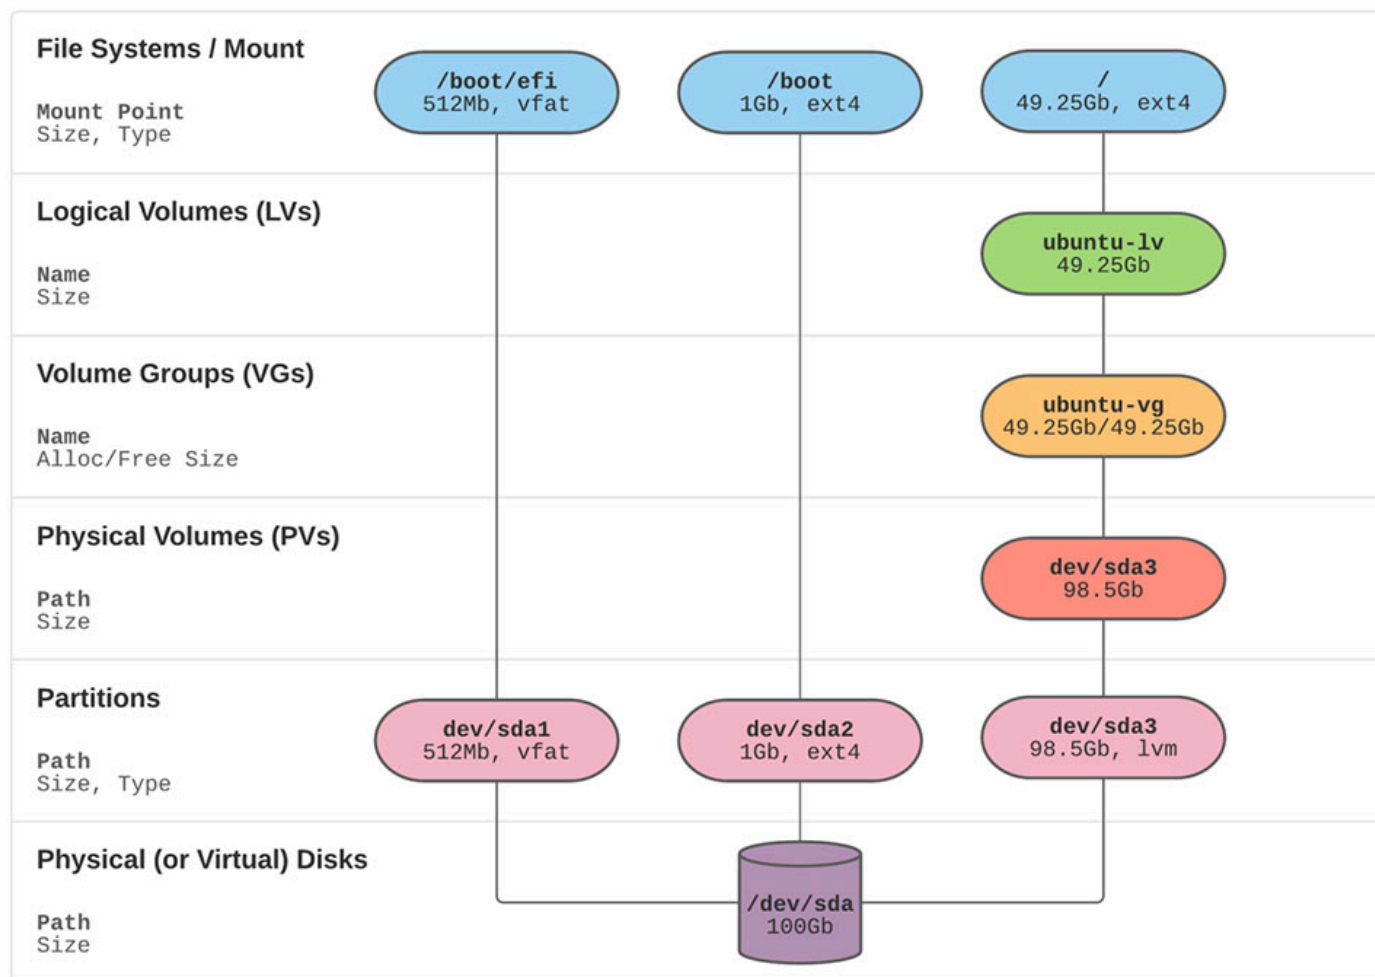 File Systems / Mount
Mount Point
Size, Type
/boot/efi
512Mb, vfat
/boot
1Gb, ext4
/
49.25Gb, ext4
Logical Volumes (LVs)
Name
Size
ubuntu-lv
49.25Gb
Volume Groups (VGs)
Name
Alloc/Free Size
ubuntu-vg
49.25Gb/49.25Gb
Physical Volumes (PVs)
Path
Size
dev/sda3
98.5Gb
Partitions
Path
Size, Type
dev/sda1
512Mb, vfat
dev/sda2
1Gb, ext4
dev/sda3
98.5Gb, lvm
Physical (or Virtual) Disks
Path
Size
/dev/sda
100Gb